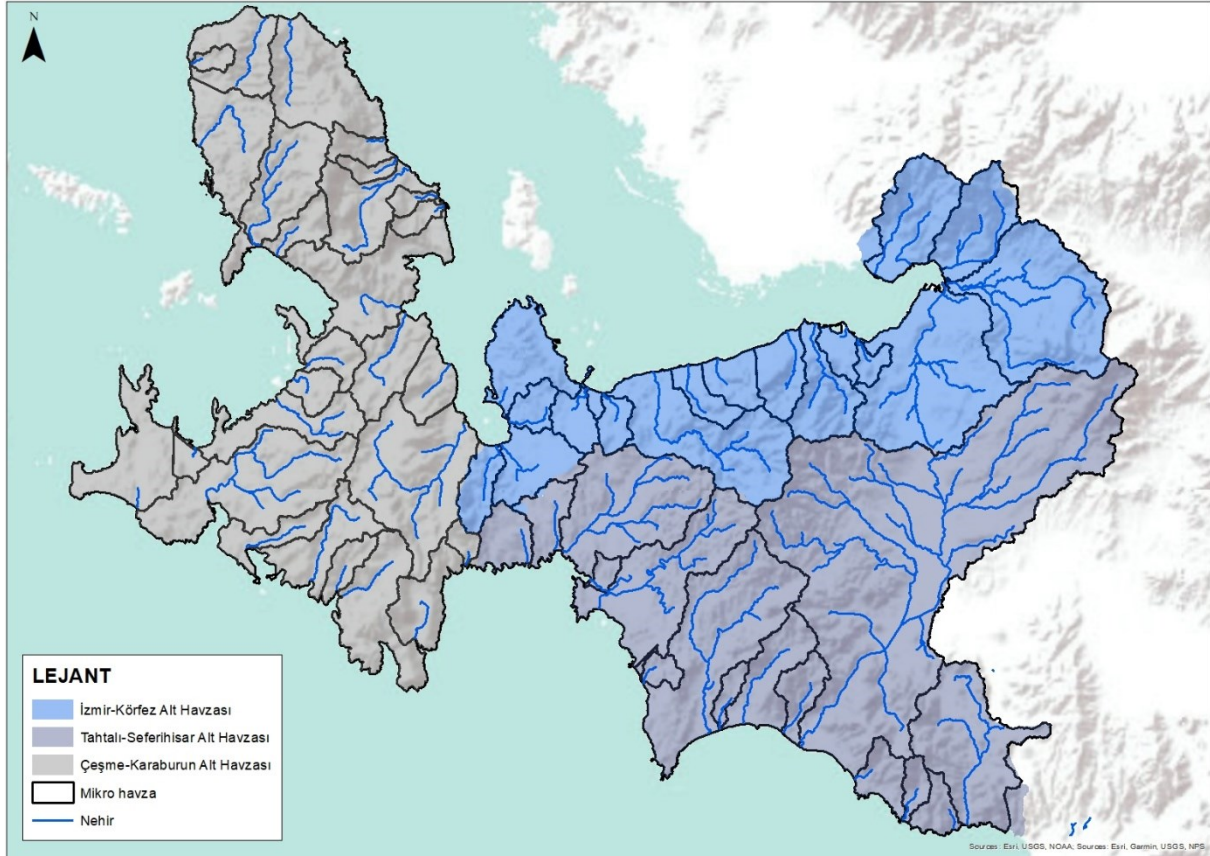 N
LEJANT
İzmir-Körfez Alt Havzası
Tahtalı-Seferihisar Alt Havzası
Çeşme-Karaburun Alt Havzası
Mikro havza
Nehir
Sources: Esri, USGS, NOAA, Sources: Esri, Garmin, USGS, NPS